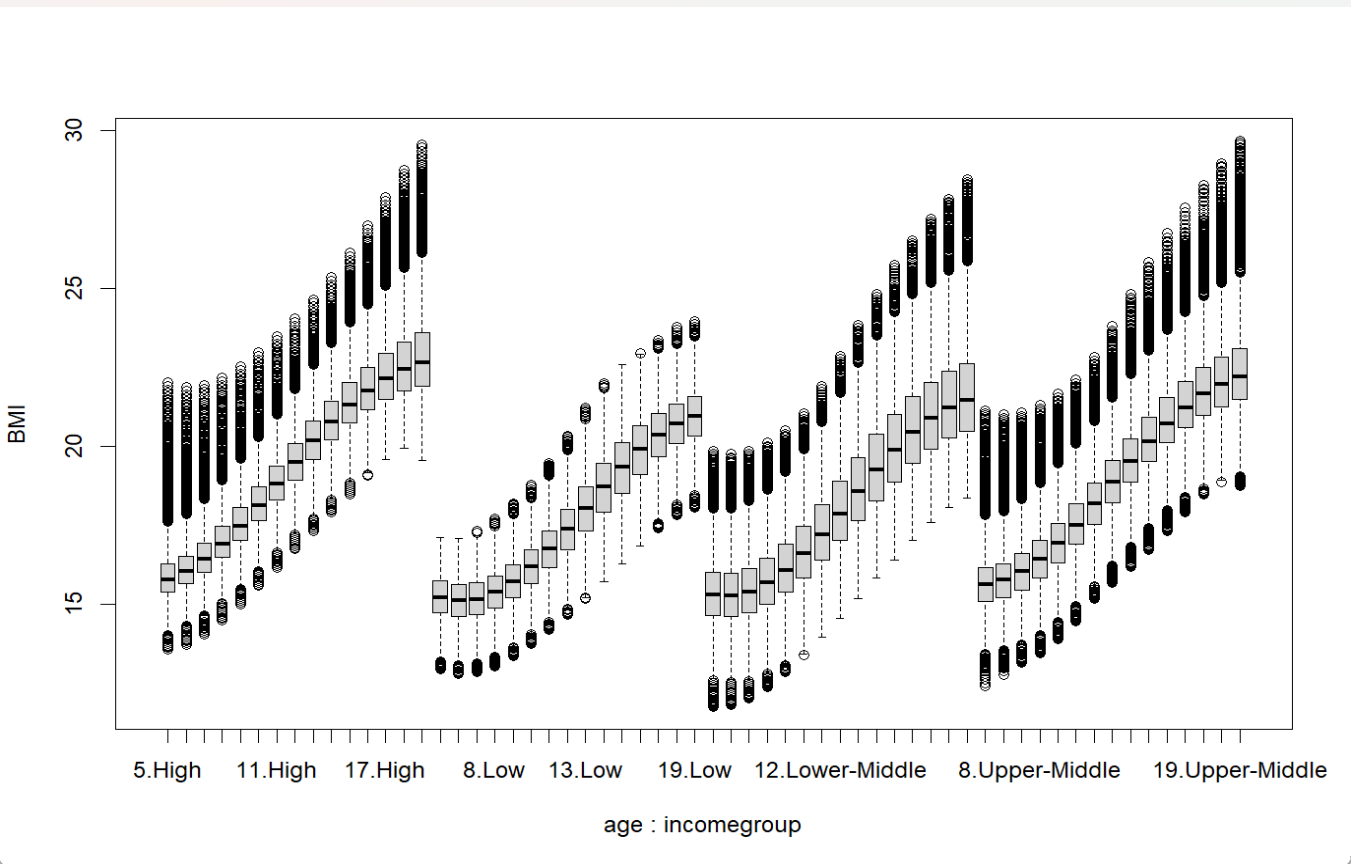 30
25
20
15
BMI
5.High 11.High 17.High 8.Low 13.Low 19.Low 12.Lower-Middle 8.Upper-Middle 19.Upper-Middle
age : incomegroup